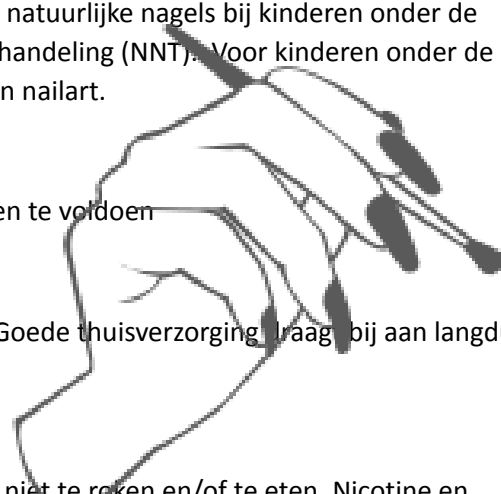 natuurlijke nagels bij kinderen onder de
handeling (NNT). Voor kinderen onder de
n nailart.
en te voldoen
Goede thuisverzorging draagt bij aan langd
niet te roken en/of te eten. Nicotine en